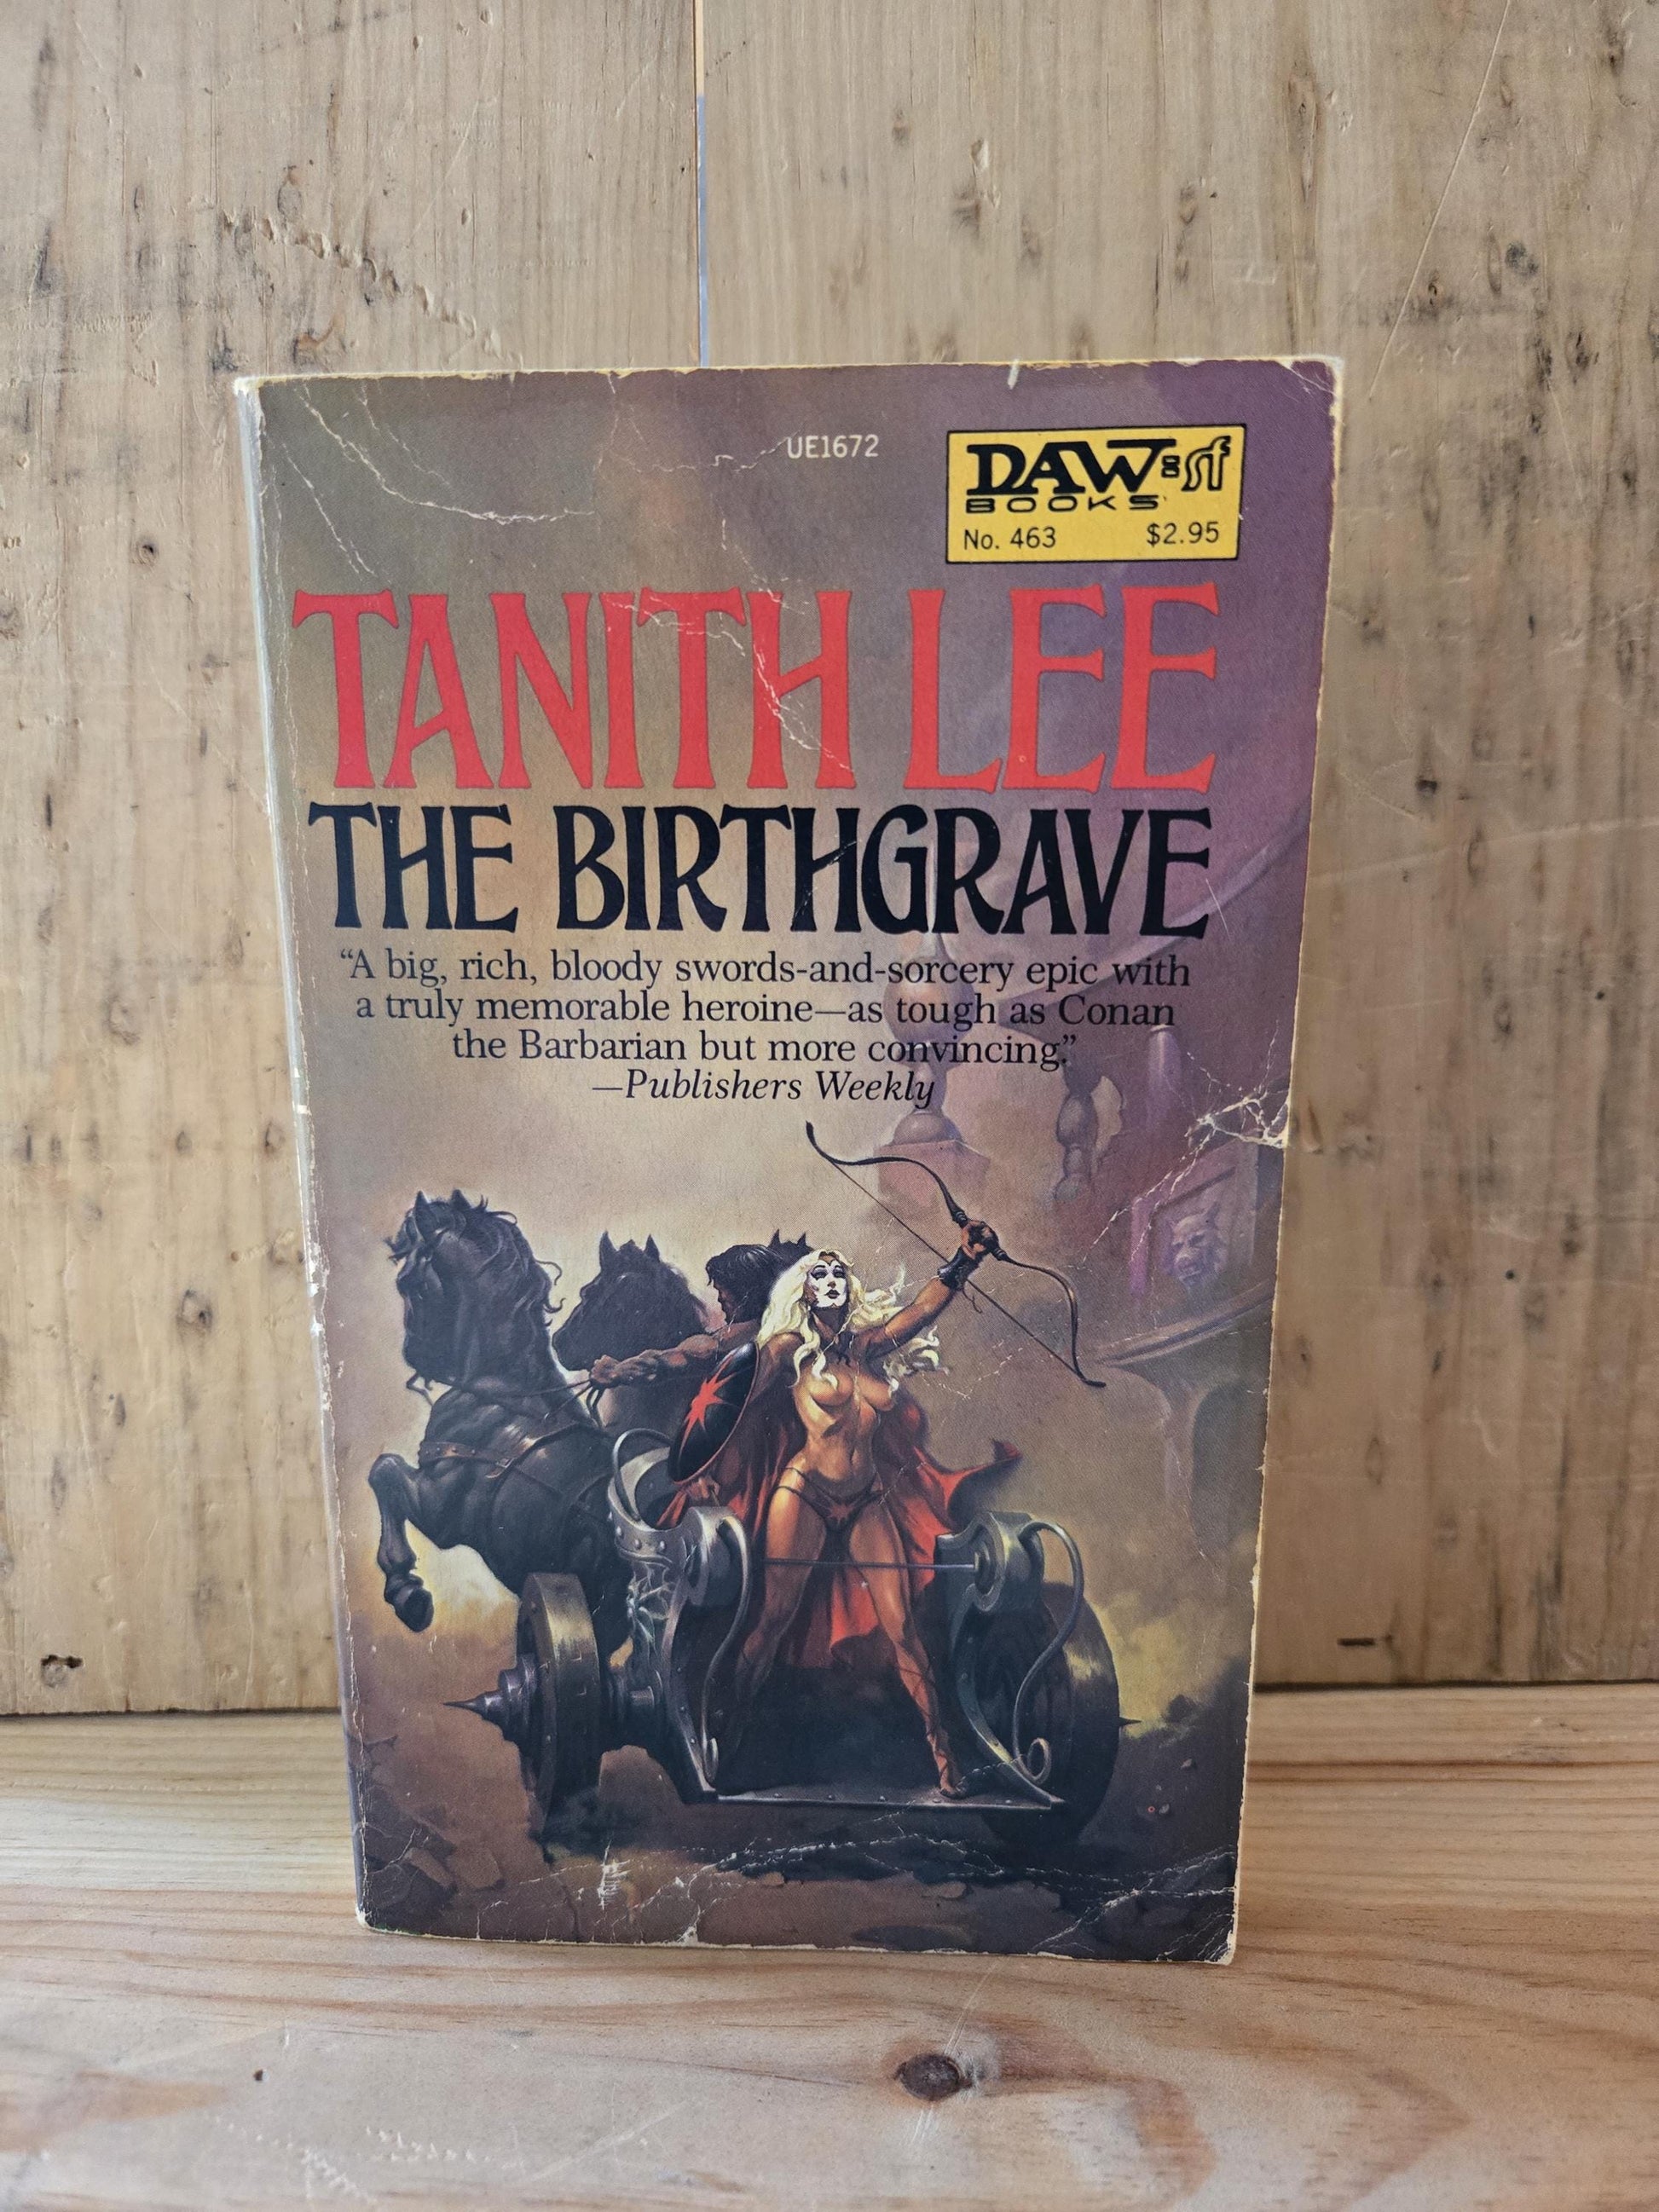 UE1672
DAW=sf
BOOKS
No. 463 $2.95
TANITH LEE
THE BIRTHGRAVE
“A big, rich, bloody swords-and-sorcery epic with
a truly memorable heroine—as tough as Conan
the Barbarian but more convincing.”
—Publishers Weekly